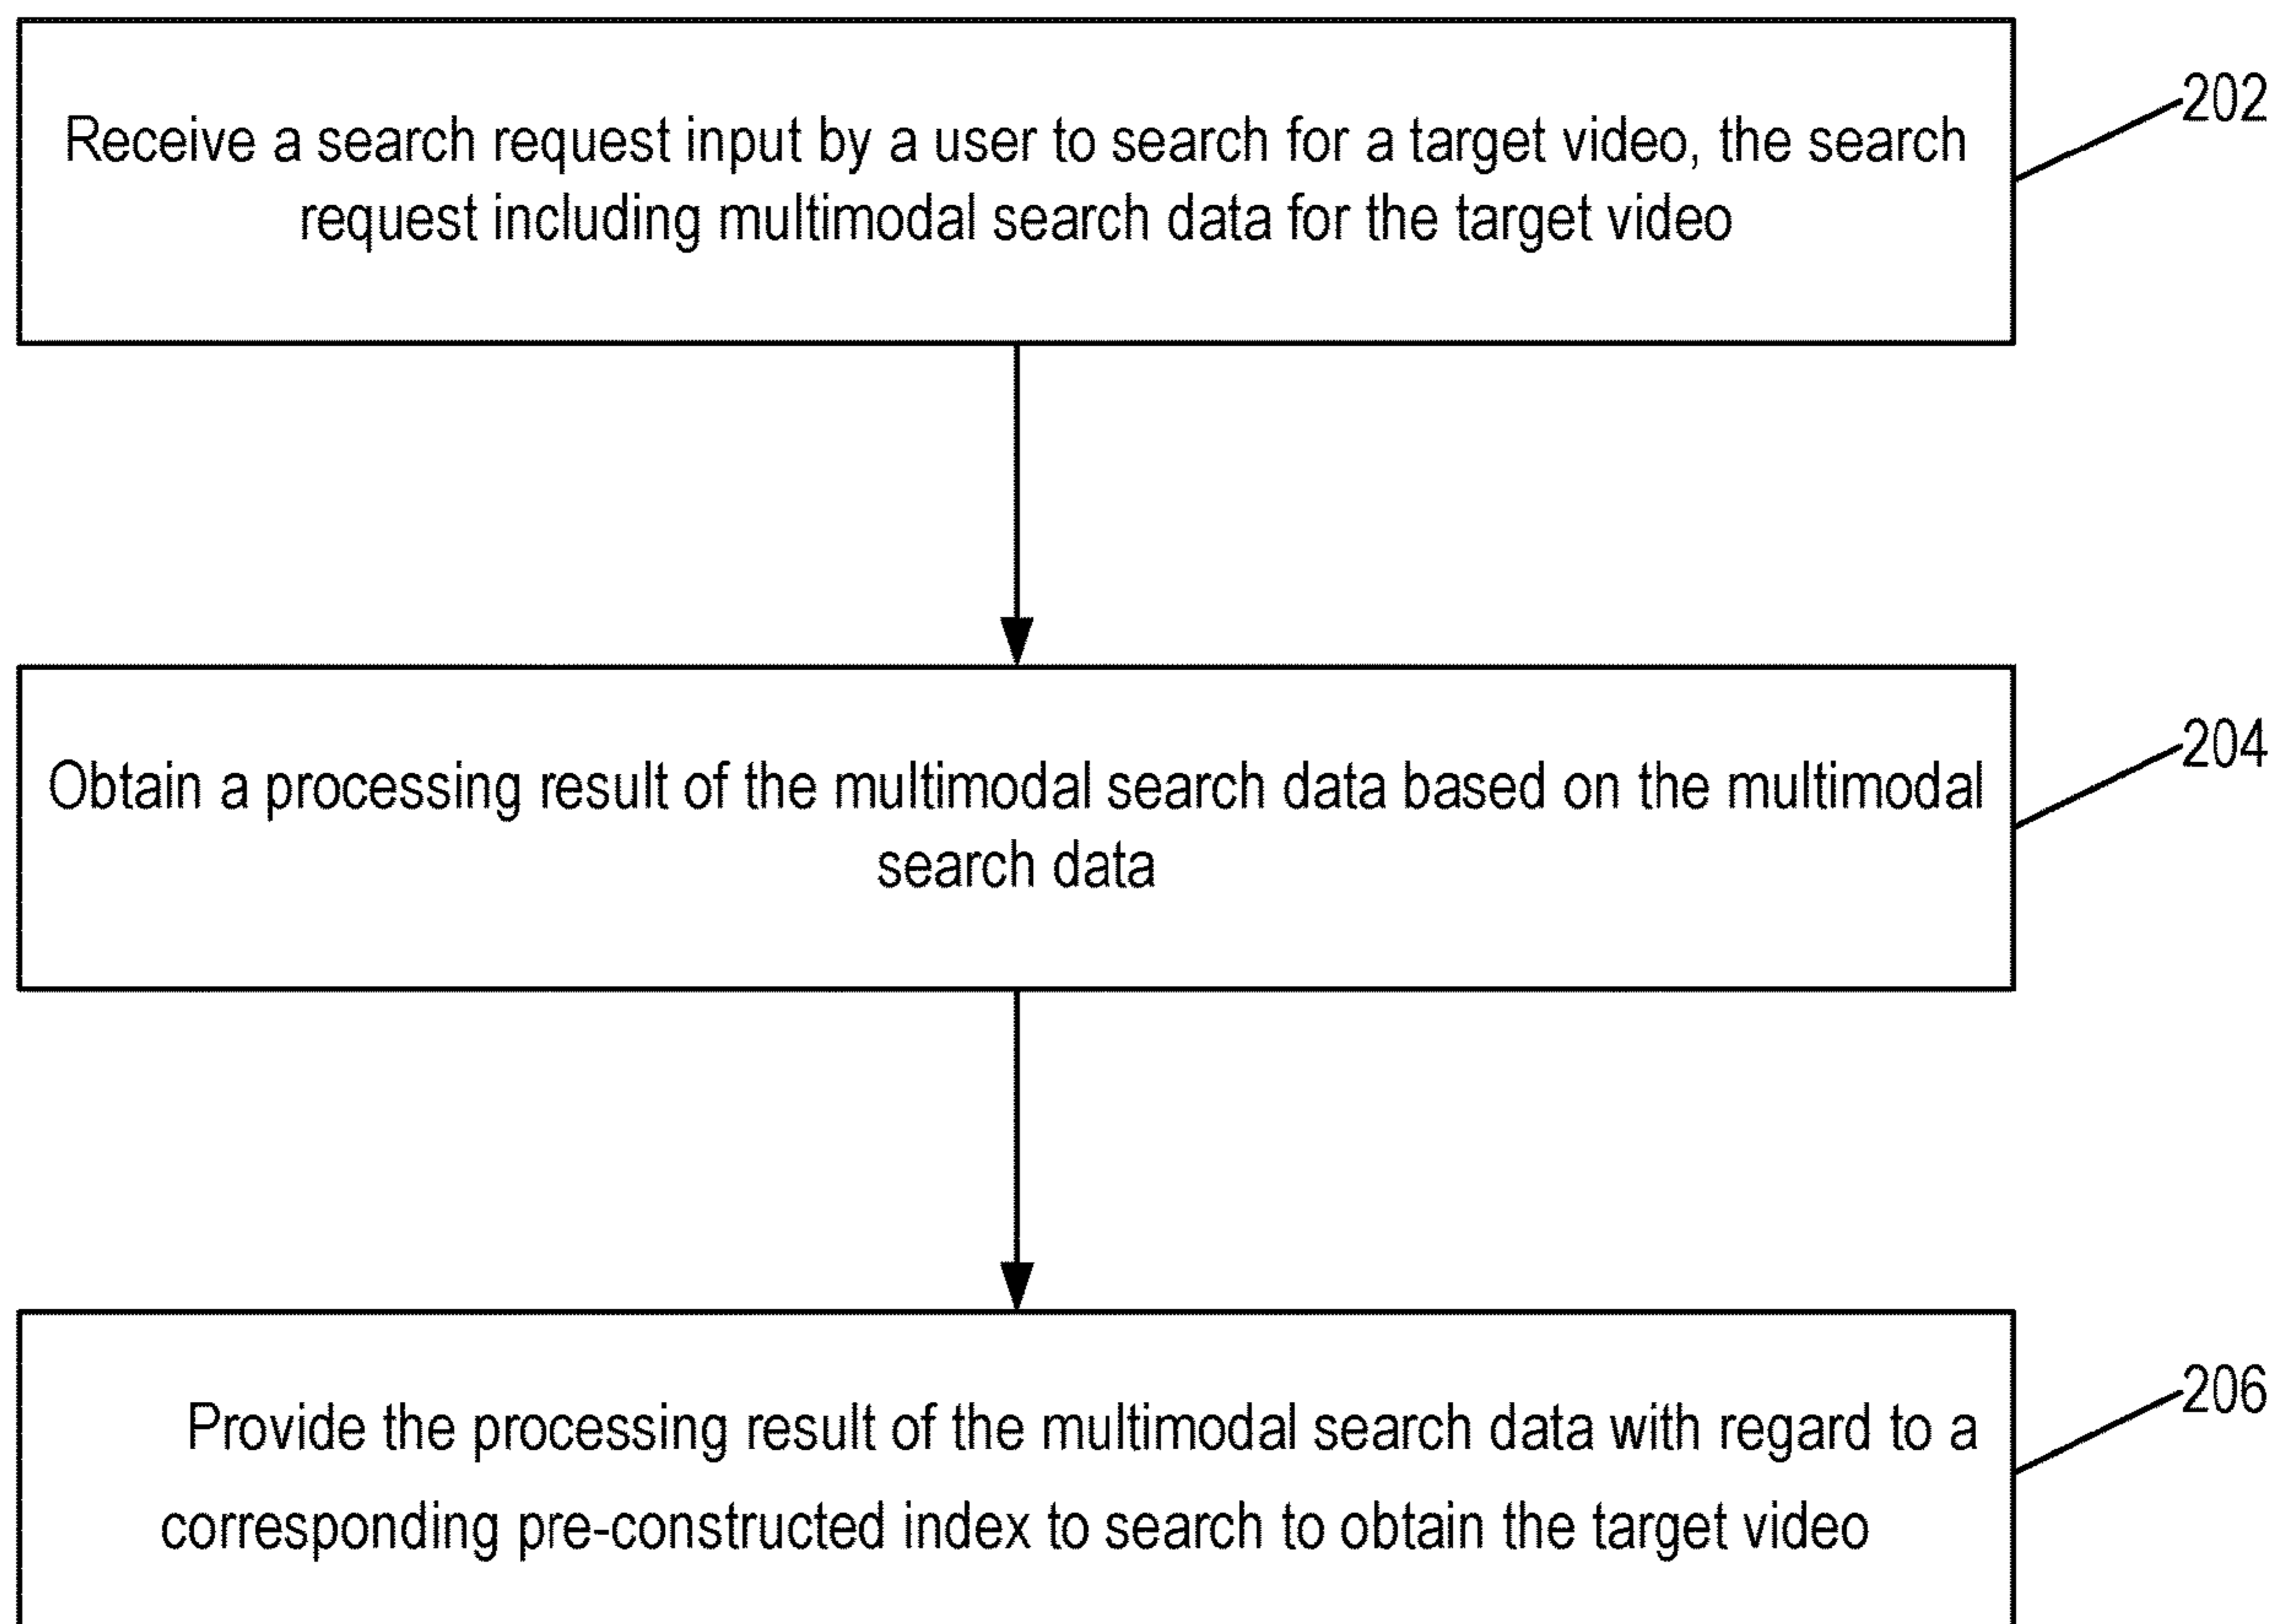 Receive a search request input by a user to search for a target video, the search
request including multimodal search data for the target video
202
Obtain a processing result of the multimodal search data based on the multimodal
search data
204
Provide the processing result of the multimodal search data with regard to a
corresponding pre-constructed index to search to obtain the target video
206